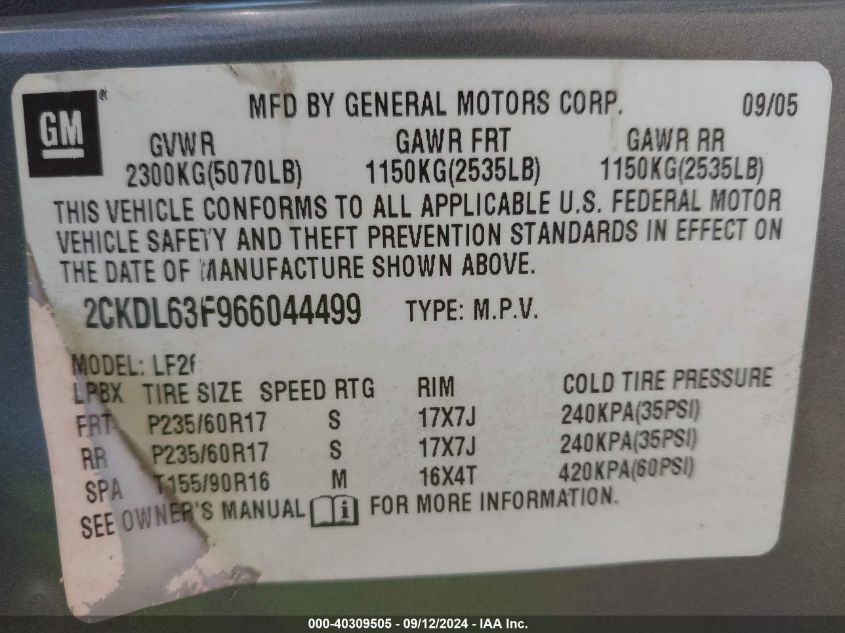 GM ® MFD BY GENERAL MOTORS CORP. 09/05
GVWR GAWR FRT GAWR RR
2300KG(5070LB) 1150KG(2535LB) 1150KG(2535LB)
THIS VEHICLE CONFORMS TO ALL APPLICABLE U.S. FEDERAL MOTOR
VEHICLE SAFETY AND THEFT PREVENTION STANDARDS IN EFFECT ON
THE DATE OF MANUFACTURE SHOWN ABOVE.
2CKDL63F966044499 TYPE: M.P.V.
MODEL: LF26
LPBX TIRE SIZE SPEED RTG RIM COLD TIRE PRESSURE
FRT P235/60R17 S 17X7J 240KPA(35PSI)
RR P235/60R17 S 17X7J 240KPA(35PSI)
SPA T155/90R16 M 16X4T 420KPA(60PSI)
SEE OWNER'S MANUAL i FOR MORE INFORMATION.
000-40309505 - 09/12/2024 - IAA Inc.